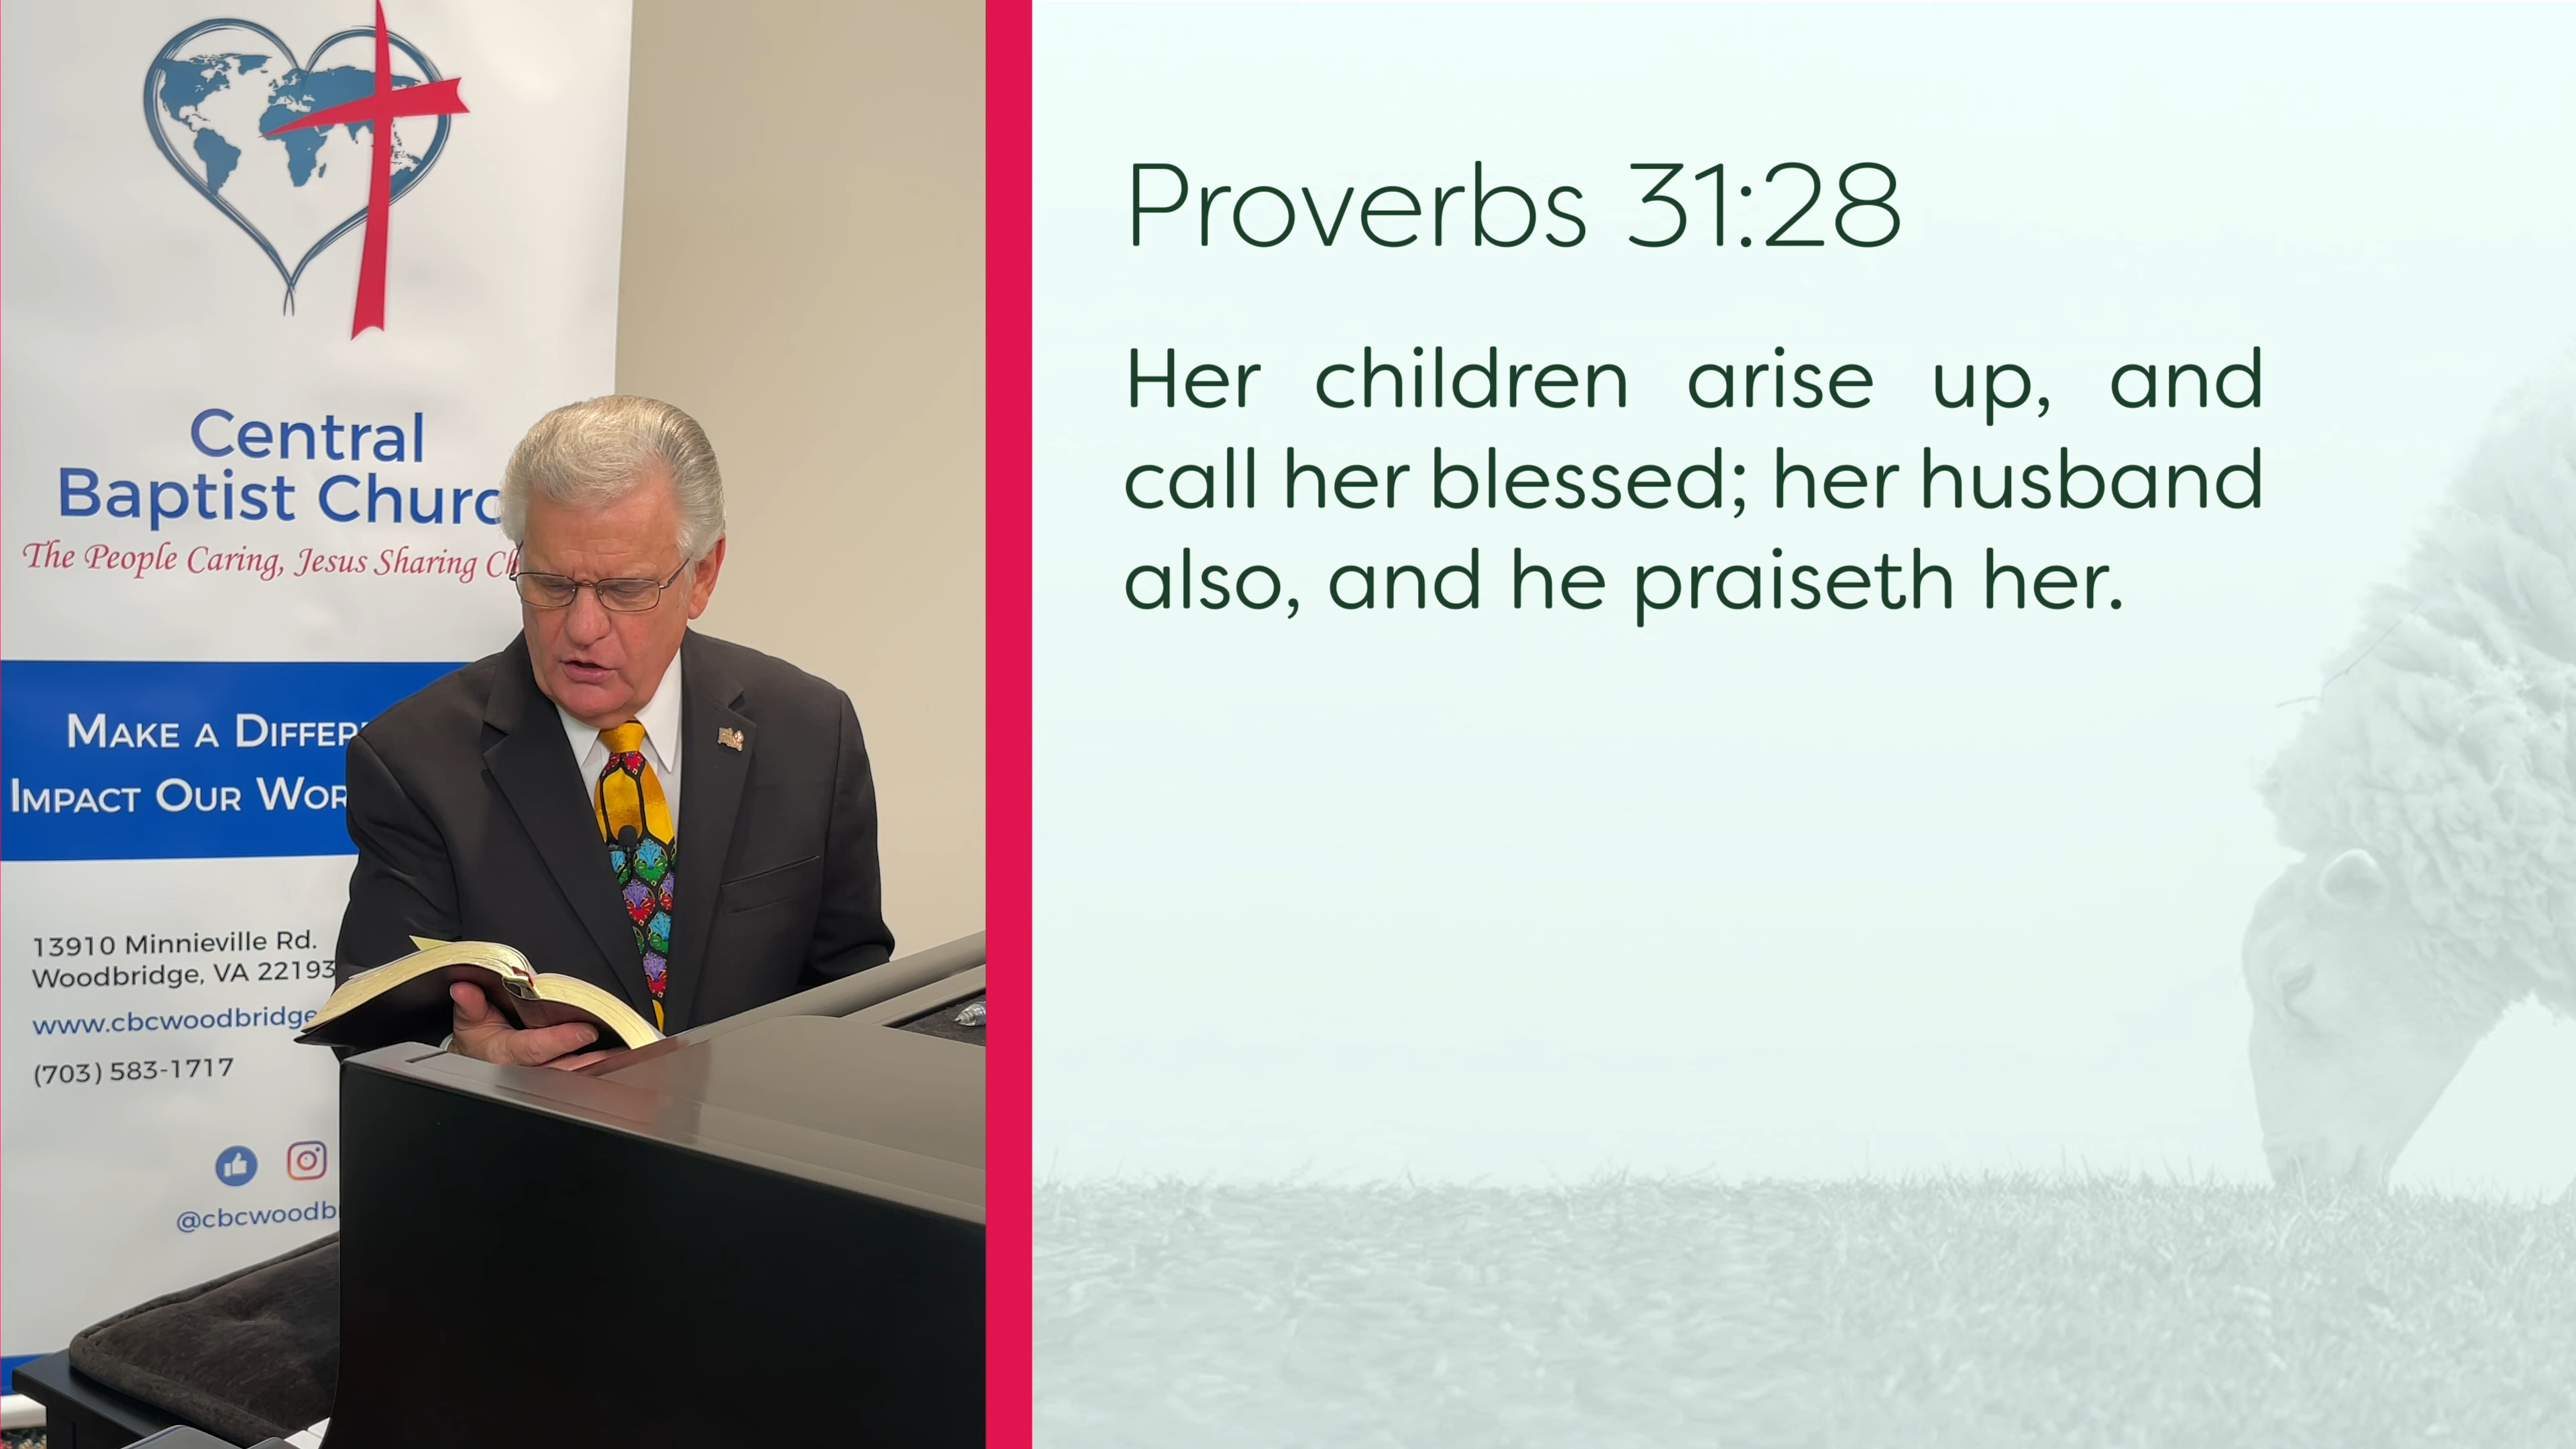 Central
Baptist Churc
The People Caring, Jesus Sharing Ch
MAKE A DIFFER
IMPACT OUR WOR
13910 Minnieville Rd.
Woodbridge, VA 22193
www.cbcwoodbridge
(703) 583-1717
@cbcwoodb
Proverbs 31:28
Her children arise up, and
call her blessed; her husband
also, and he praiseth her.